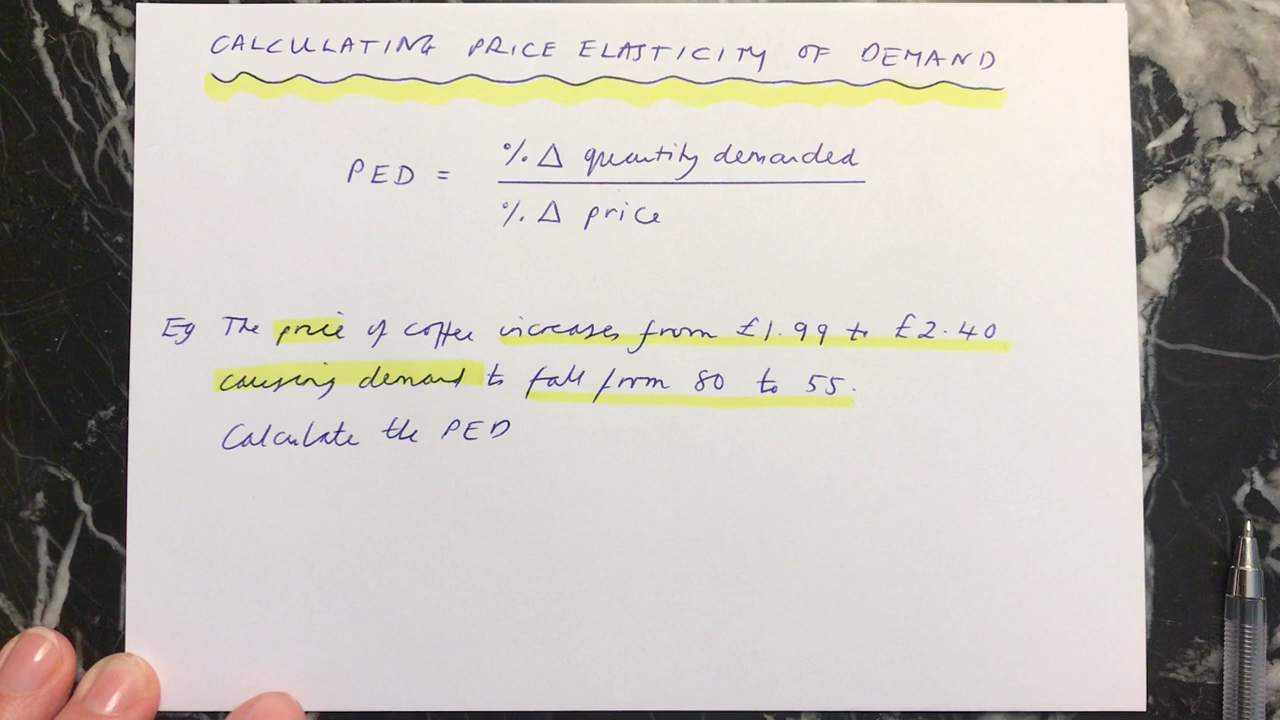 CALCULATING PRICE ELASTICITY OF DEMAND
PED = % Δ quantity demanded
% Δ price
Eg The price of coffee increases from £1.99 to £2.40
causing demand to fall from 80 to 55.
Calculate the PED